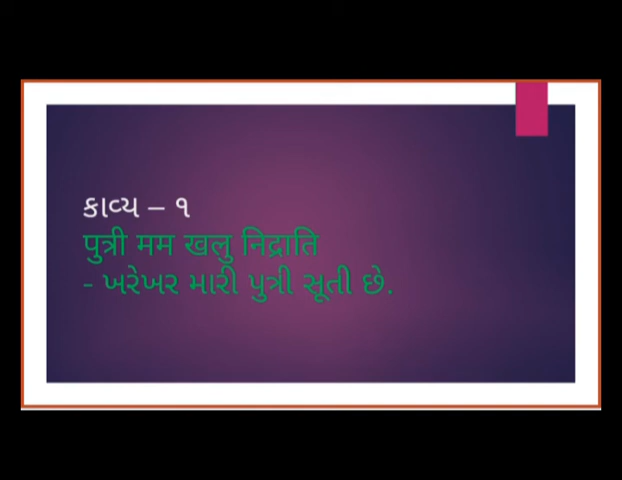 કાવ્ય – ૧
पुत्री मम खलु निद्राति
- ખરેખર મારી પુત્રી સૂતી છે.